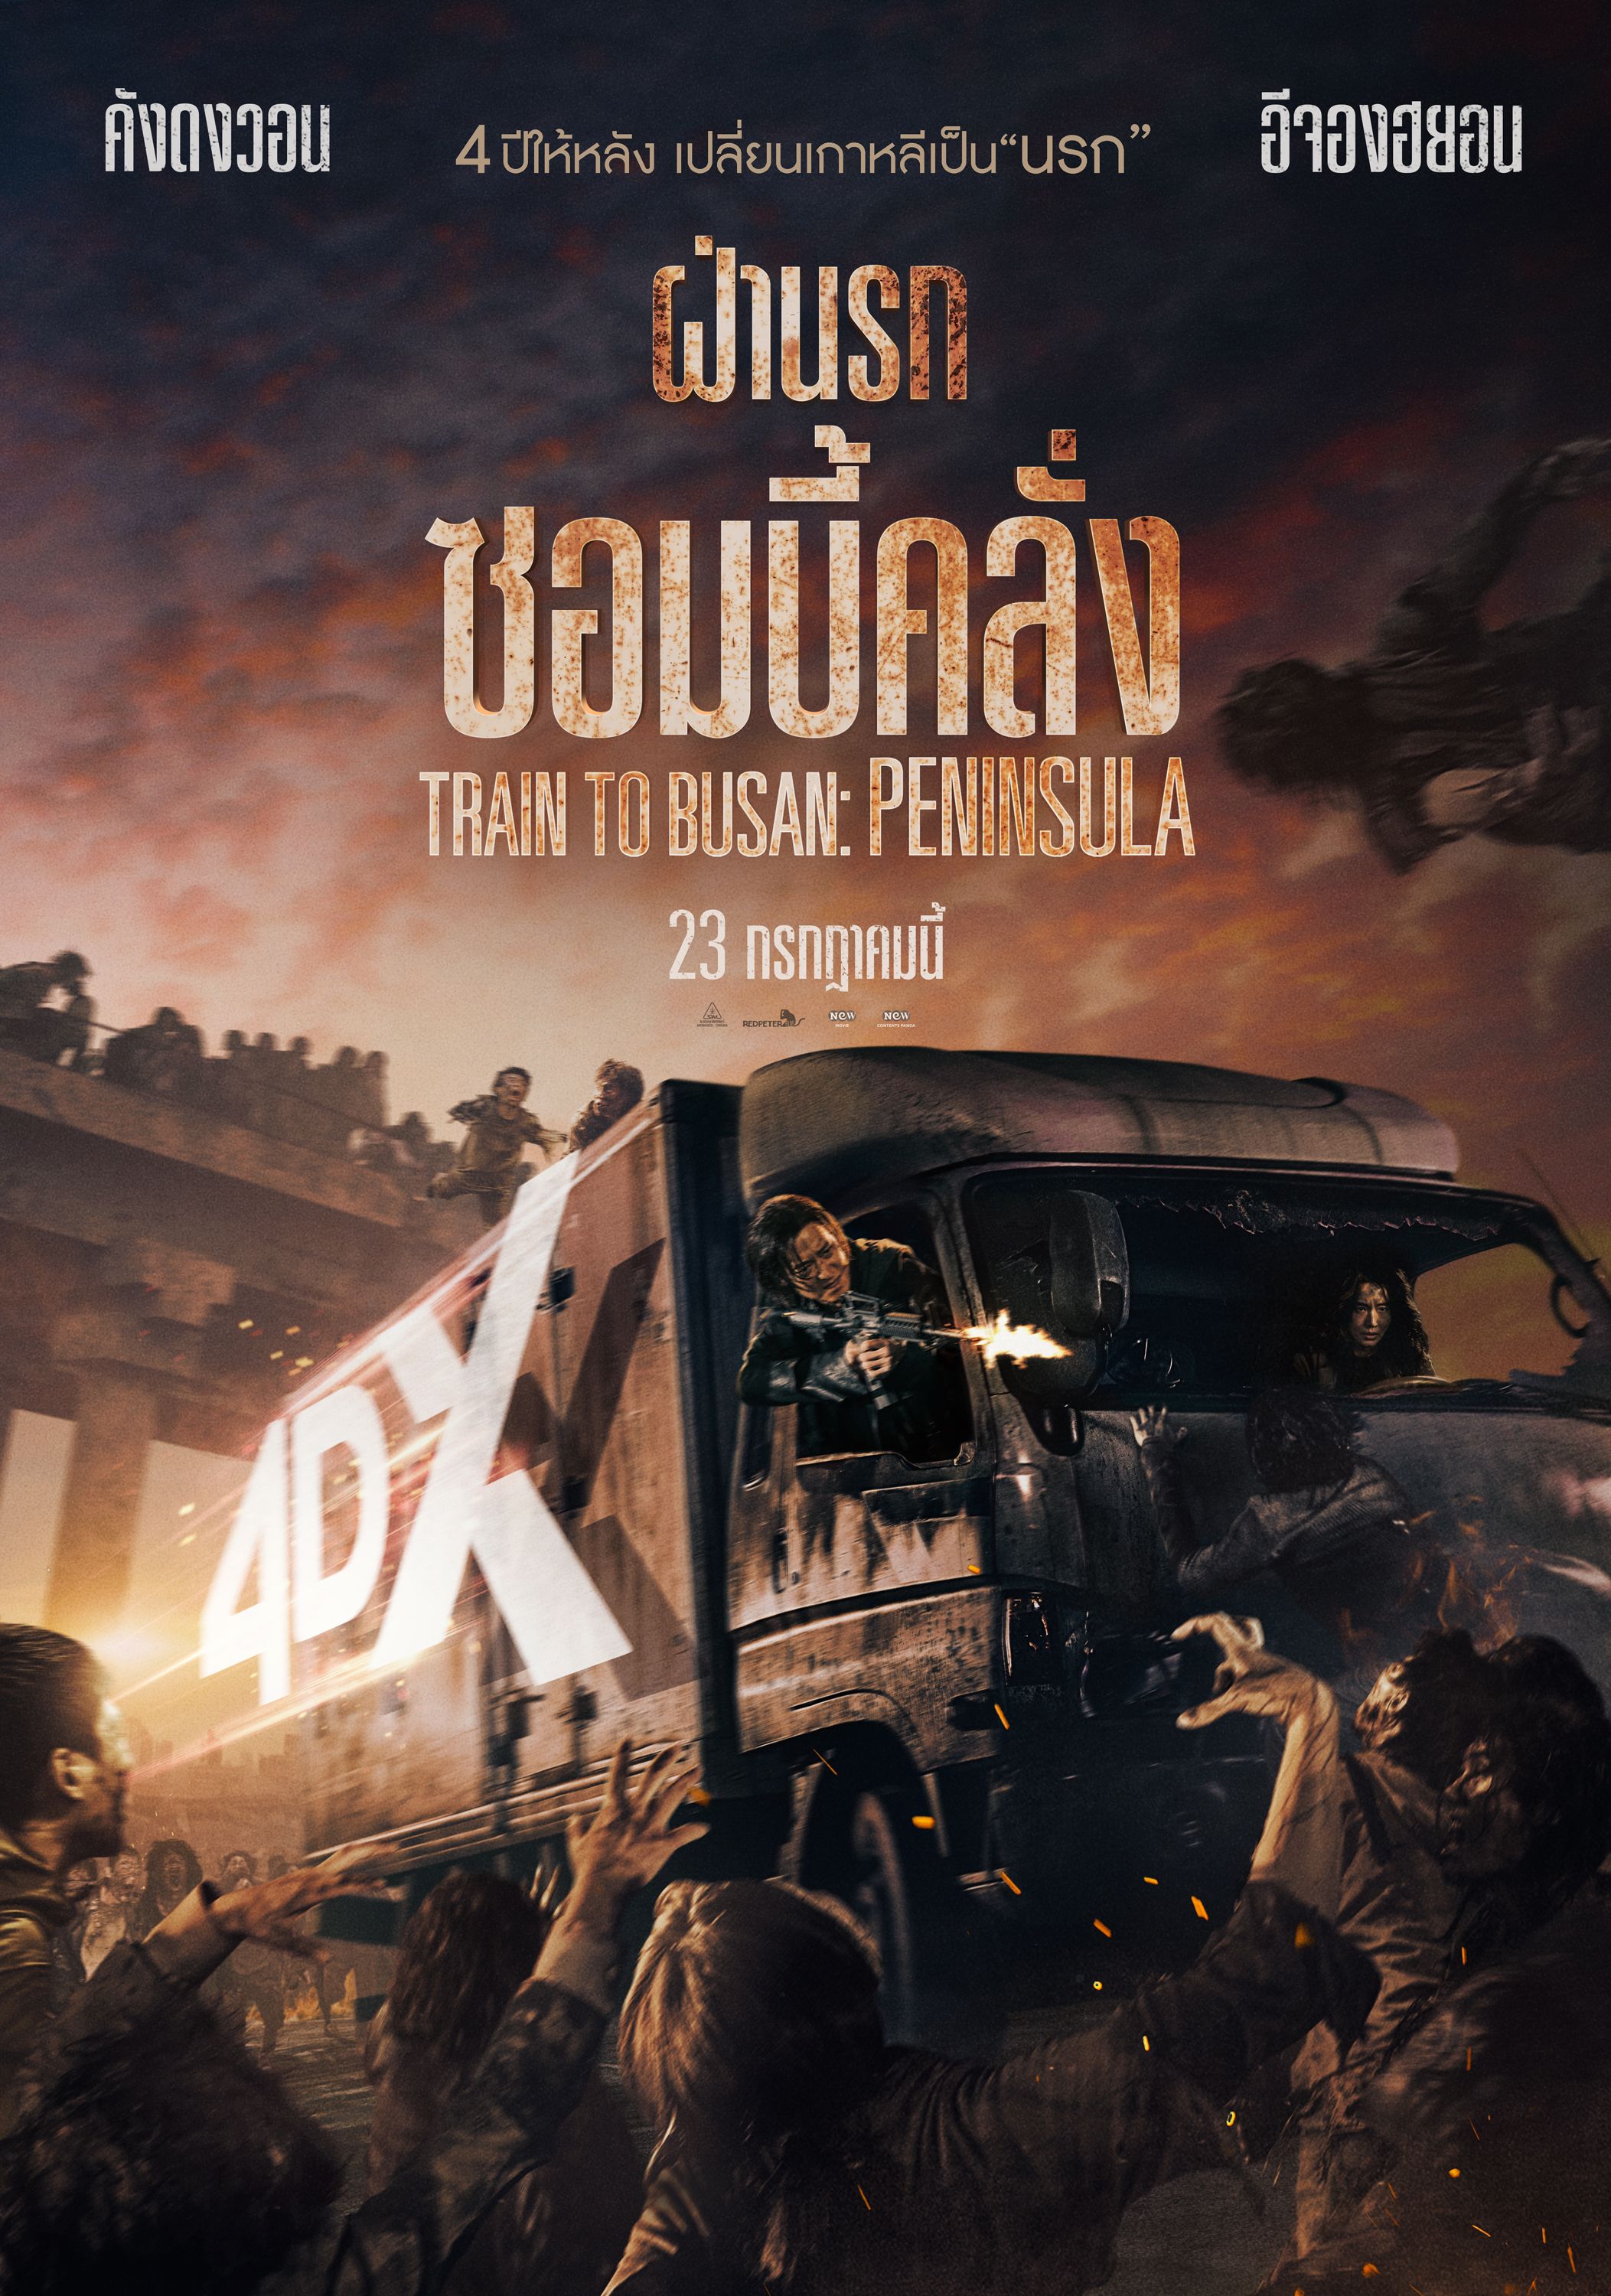 คังดงวอน
4 ปีให้หลัง เปลี่ยนเกาหลีเป็น “นรก”
อีจองฮยอน
ฝ่านรก
ซอมบี้คลั่ง
TRAIN TO BUSAN: PENINSULA
23 กรกฎาคมนี้
REDPETER
NEW
MOVIE
NEW
CONTENTS PANDA
4DX